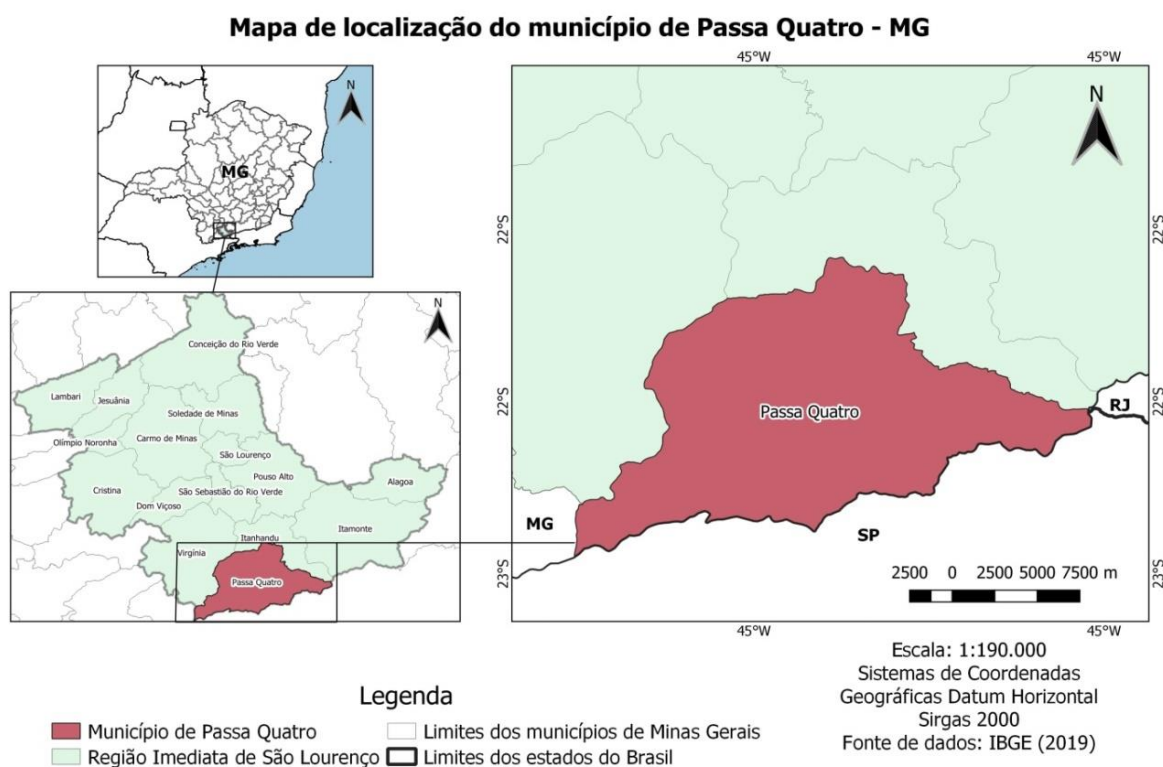 Mapa de localização do município de Passa Quatro - MG
N
MG
N
Conceição do Rio Verde
Lambari
Jesuânia
Soledade de Minas
Olímpio Noronha
Carmo de Minas
São Lourenço
Pouso Alto
Alagoa
Cristina
São Sebastião do Rio Verde
Dom Viçoso
Itamonte
Itanhandu
Virgínia
Passa Quatro
45°W
45°W
N
22°S
22°S
22°S
22°S
23°S
23°S
Passa Quatro
RJ
MG
SP
2500 0 2500 5000 7500 m
45°W
45°W
Escala: 1:190.000
Sistemas de Coordenadas
Geográficas Datum Horizontal
Sirgas 2000
Fonte de dados: IBGE (2019)
Legenda
Município de Passa Quatro
Limites dos municípios de Minas Gerais
Região Imediata de São Lourenço
Limites dos estados do Brasil